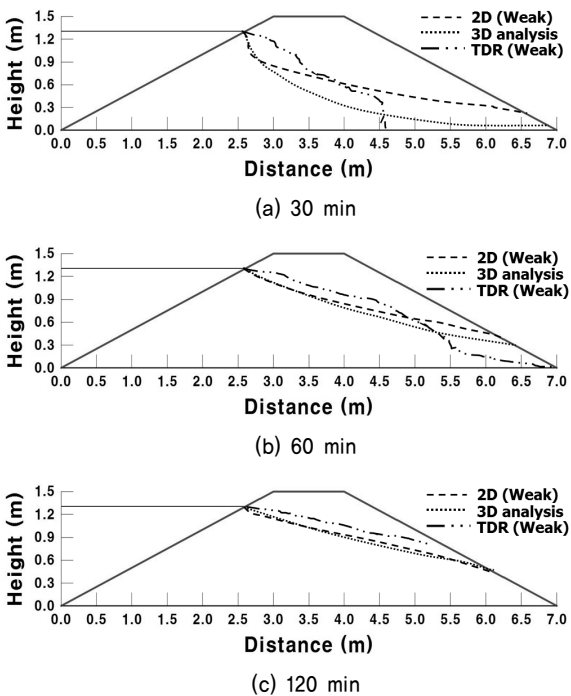 Height (m)
1.5
1.2
0.9
0.6
0.3
0.0
2D (Weak)
3D analysis
TDR (Weak)
0.0 0.5 1.0 1.5 2.0 2.5 3.0 3.5 4.0 4.5 5.0 5.5 6.0 6.5 7.0
Distance (m)
(a) 30 min
Height (m)
1.5
1.2
0.9
0.6
0.3
0.0
2D (Weak)
3D analysis
TDR (Weak)
0.0 0.5 1.0 1.5 2.0 2.5 3.0 3.5 4.0 4.5 5.0 5.5 6.0 6.5 7.0
Distance (m)
(b) 60 min
Height (m)
1.5
1.2
0.9
0.6
0.3
0.0
2D (Weak)
3D analysis
TDR (Weak)
0.0 0.5 1.0 1.5 2.0 2.5 3.0 3.5 4.0 4.5 5.0 5.5 6.0 6.5 7.0
Distance (m)
(c) 120 min